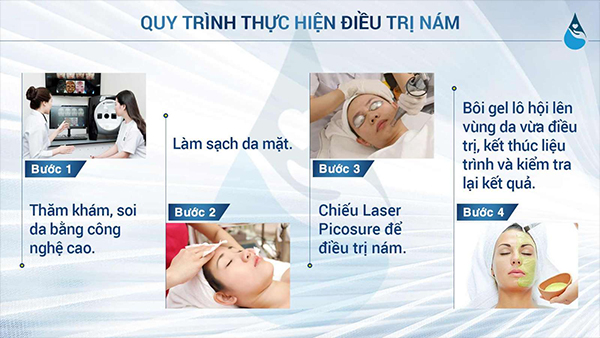 QUY TRÌNH THỰC HIỆN ĐIỀU TRỊ NÁM
Bước 1
Thăm khám, soi
da bằng công
nghệ cao.
Làm sạch da mặt.
Bước 2
Bước 3
Chiếu Laser
Picosure để
điều trị nám.
Bôi gel lô hội lên
vùng da vừa điều
trị, kết thúc liệu
trình và kiểm tra
lại kết quả.
Bước 4